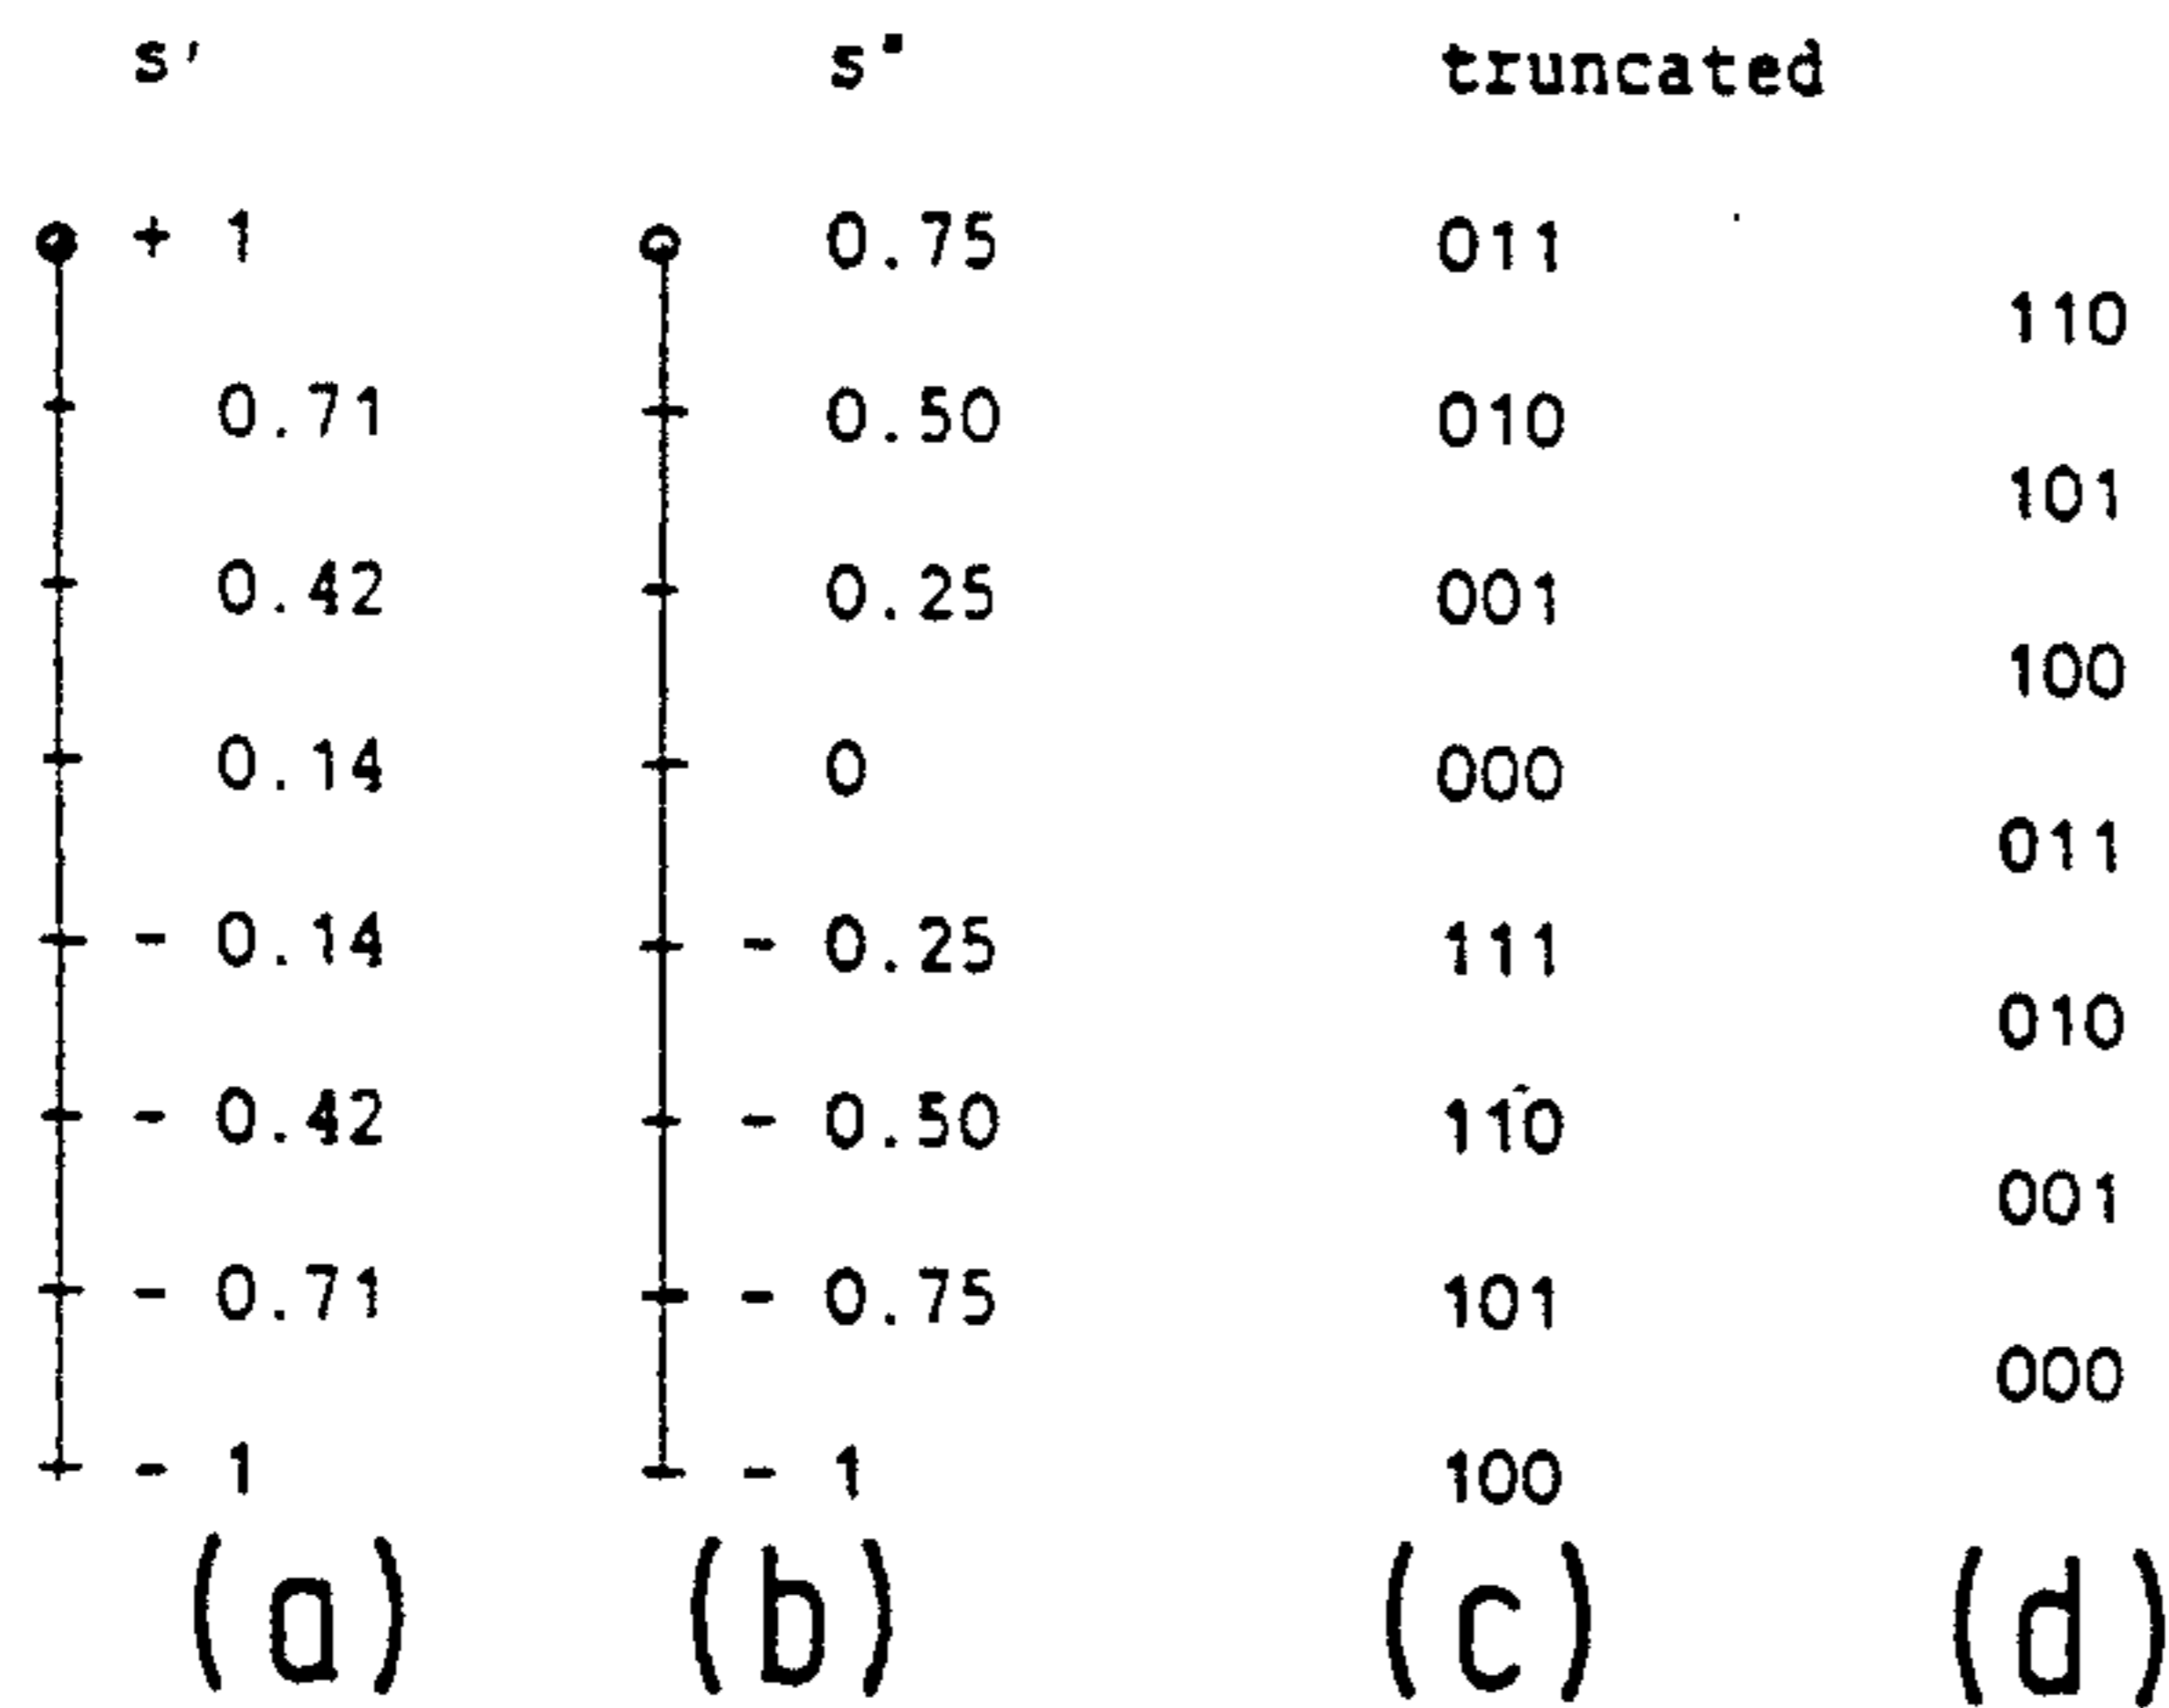 s' s" truncated
+ 1 0.75 011
110
0.71 0.50 010
101
0.42 0.25 001
100
0.14 0 000
011
- 0.14 - 0.25 111
010
- 0.42 - 0.50 110
001
- 0.71 - 0.75 101
000
- 1 - 1 100
(a) (b) (c) (d)